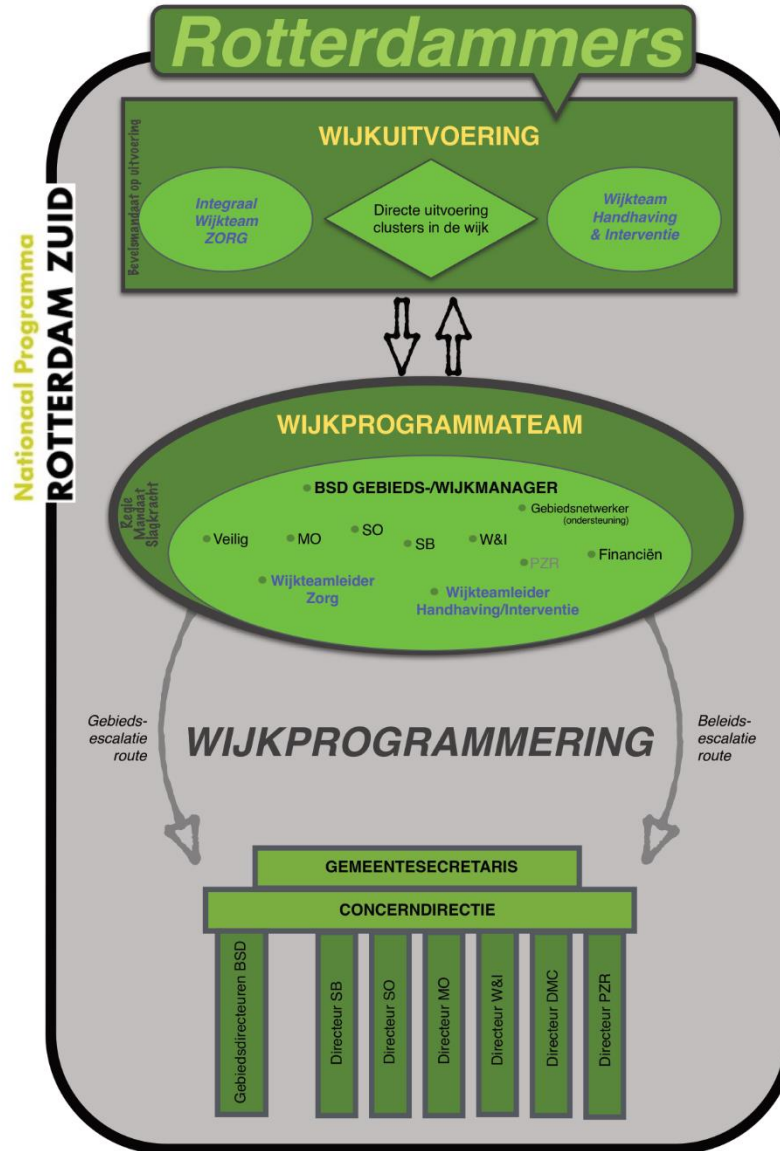 Rotterdammers
Nationaal Programma
ROTTERDAM ZUID
WIJKUITVOERING
Bevelsmandaat op uitvoering
Integraal
Wijkteam
ZORG
Directe uitvoering
clusters in de wijk
Wijkteam
Handhaving
& Interventie
WIJKPROGRAMMATEAM
Regie
Mandaat
Slagkracht
BSD GEBIEDS-/WIJKMANAGER
Gebiedsnetwerker
(ondersteuning)
Veilig
MO
SO
SB
W&I
PZR
Financiën
Wijkteamleider
Zorg
Wijkteamleider
Handhaving/Interventie
Gebieds-
escalatie
route
WIJKPROGRAMMERING
Beleids-
escalatie
route
GEMEENTESECRETARIS
CONCERNDIRECTIE
Gebiedsdirecteuren BSD
Directeur SB
Directeur SO
Directeur MO
Directeur W&I
Directeur DMC
Directeur PZR